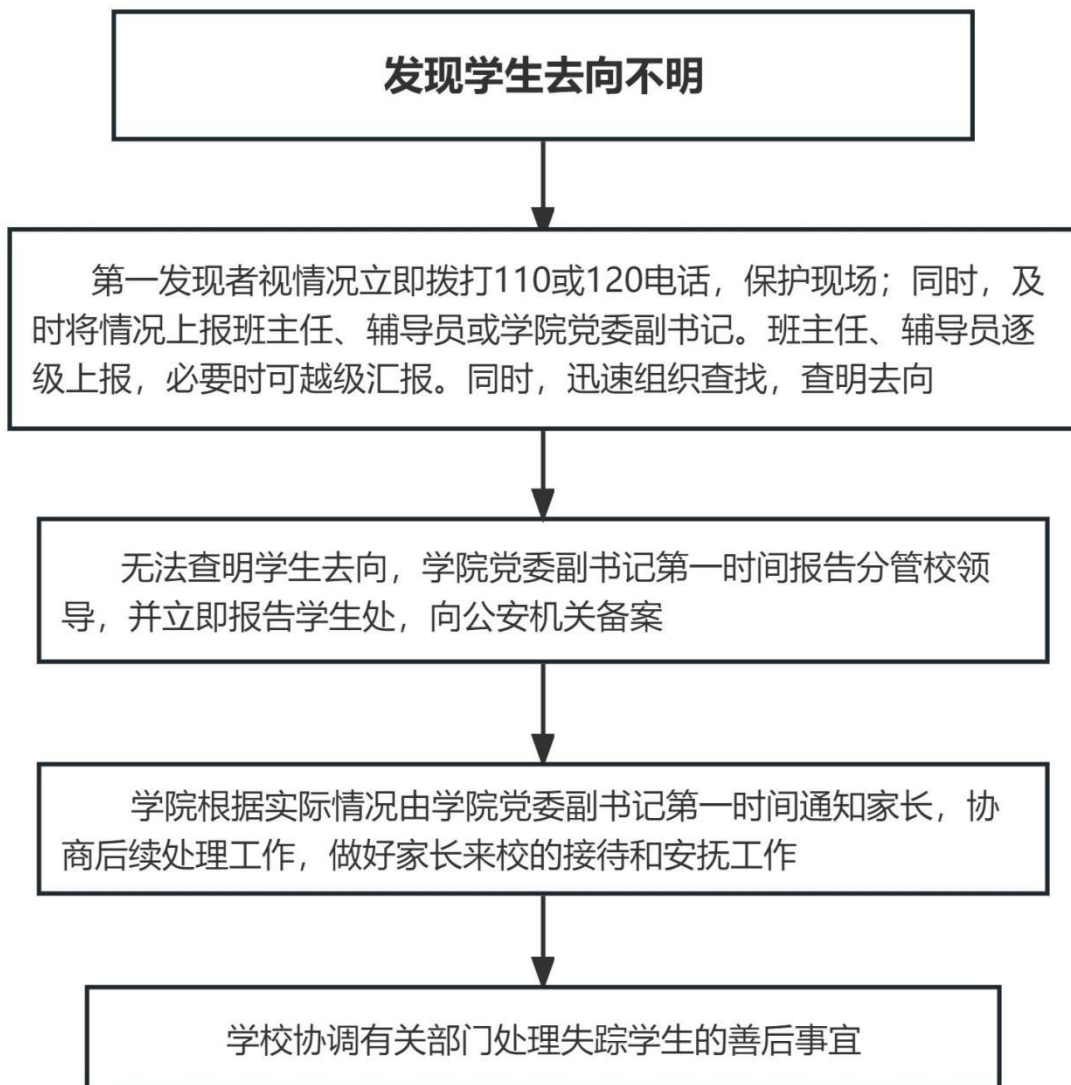 发现学生去向不明
第一发现者视情况立即拨打110或120电话，保护现场；同时，及
时将情况上报班主任、辅导员或学院党委副书记。班主任、辅导员逐
级上报，必要时可越级汇报。同时，迅速组织查找，查明去向
无法查明学生去向，学院党委副书记第一时间报告分管校领
导，并立即报告学生处，向公安机关备案
学院根据实际情况由学院党委副书记第一时间通知家长，协
商后续处理工作，做好家长来校的接待和安抚工作
学校协调有关部门处理失踪学生的善后事宜